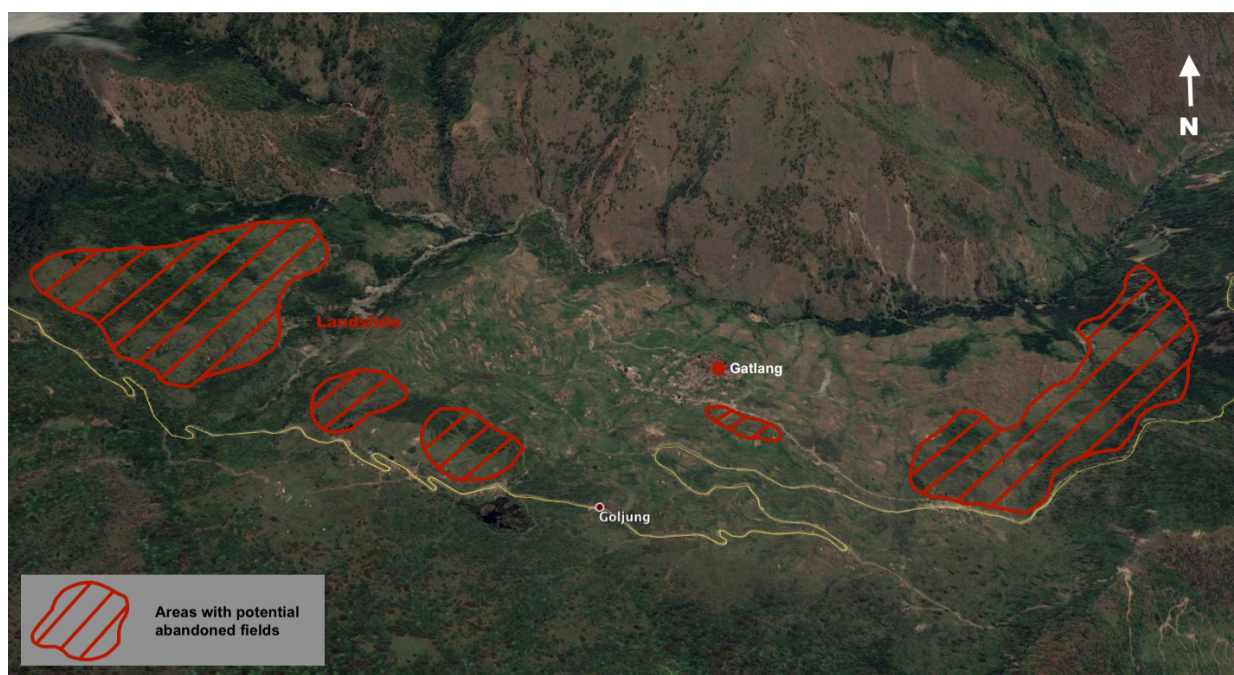 N
Landslide
Gatlang
Goljung
Areas with potential
abandoned fields